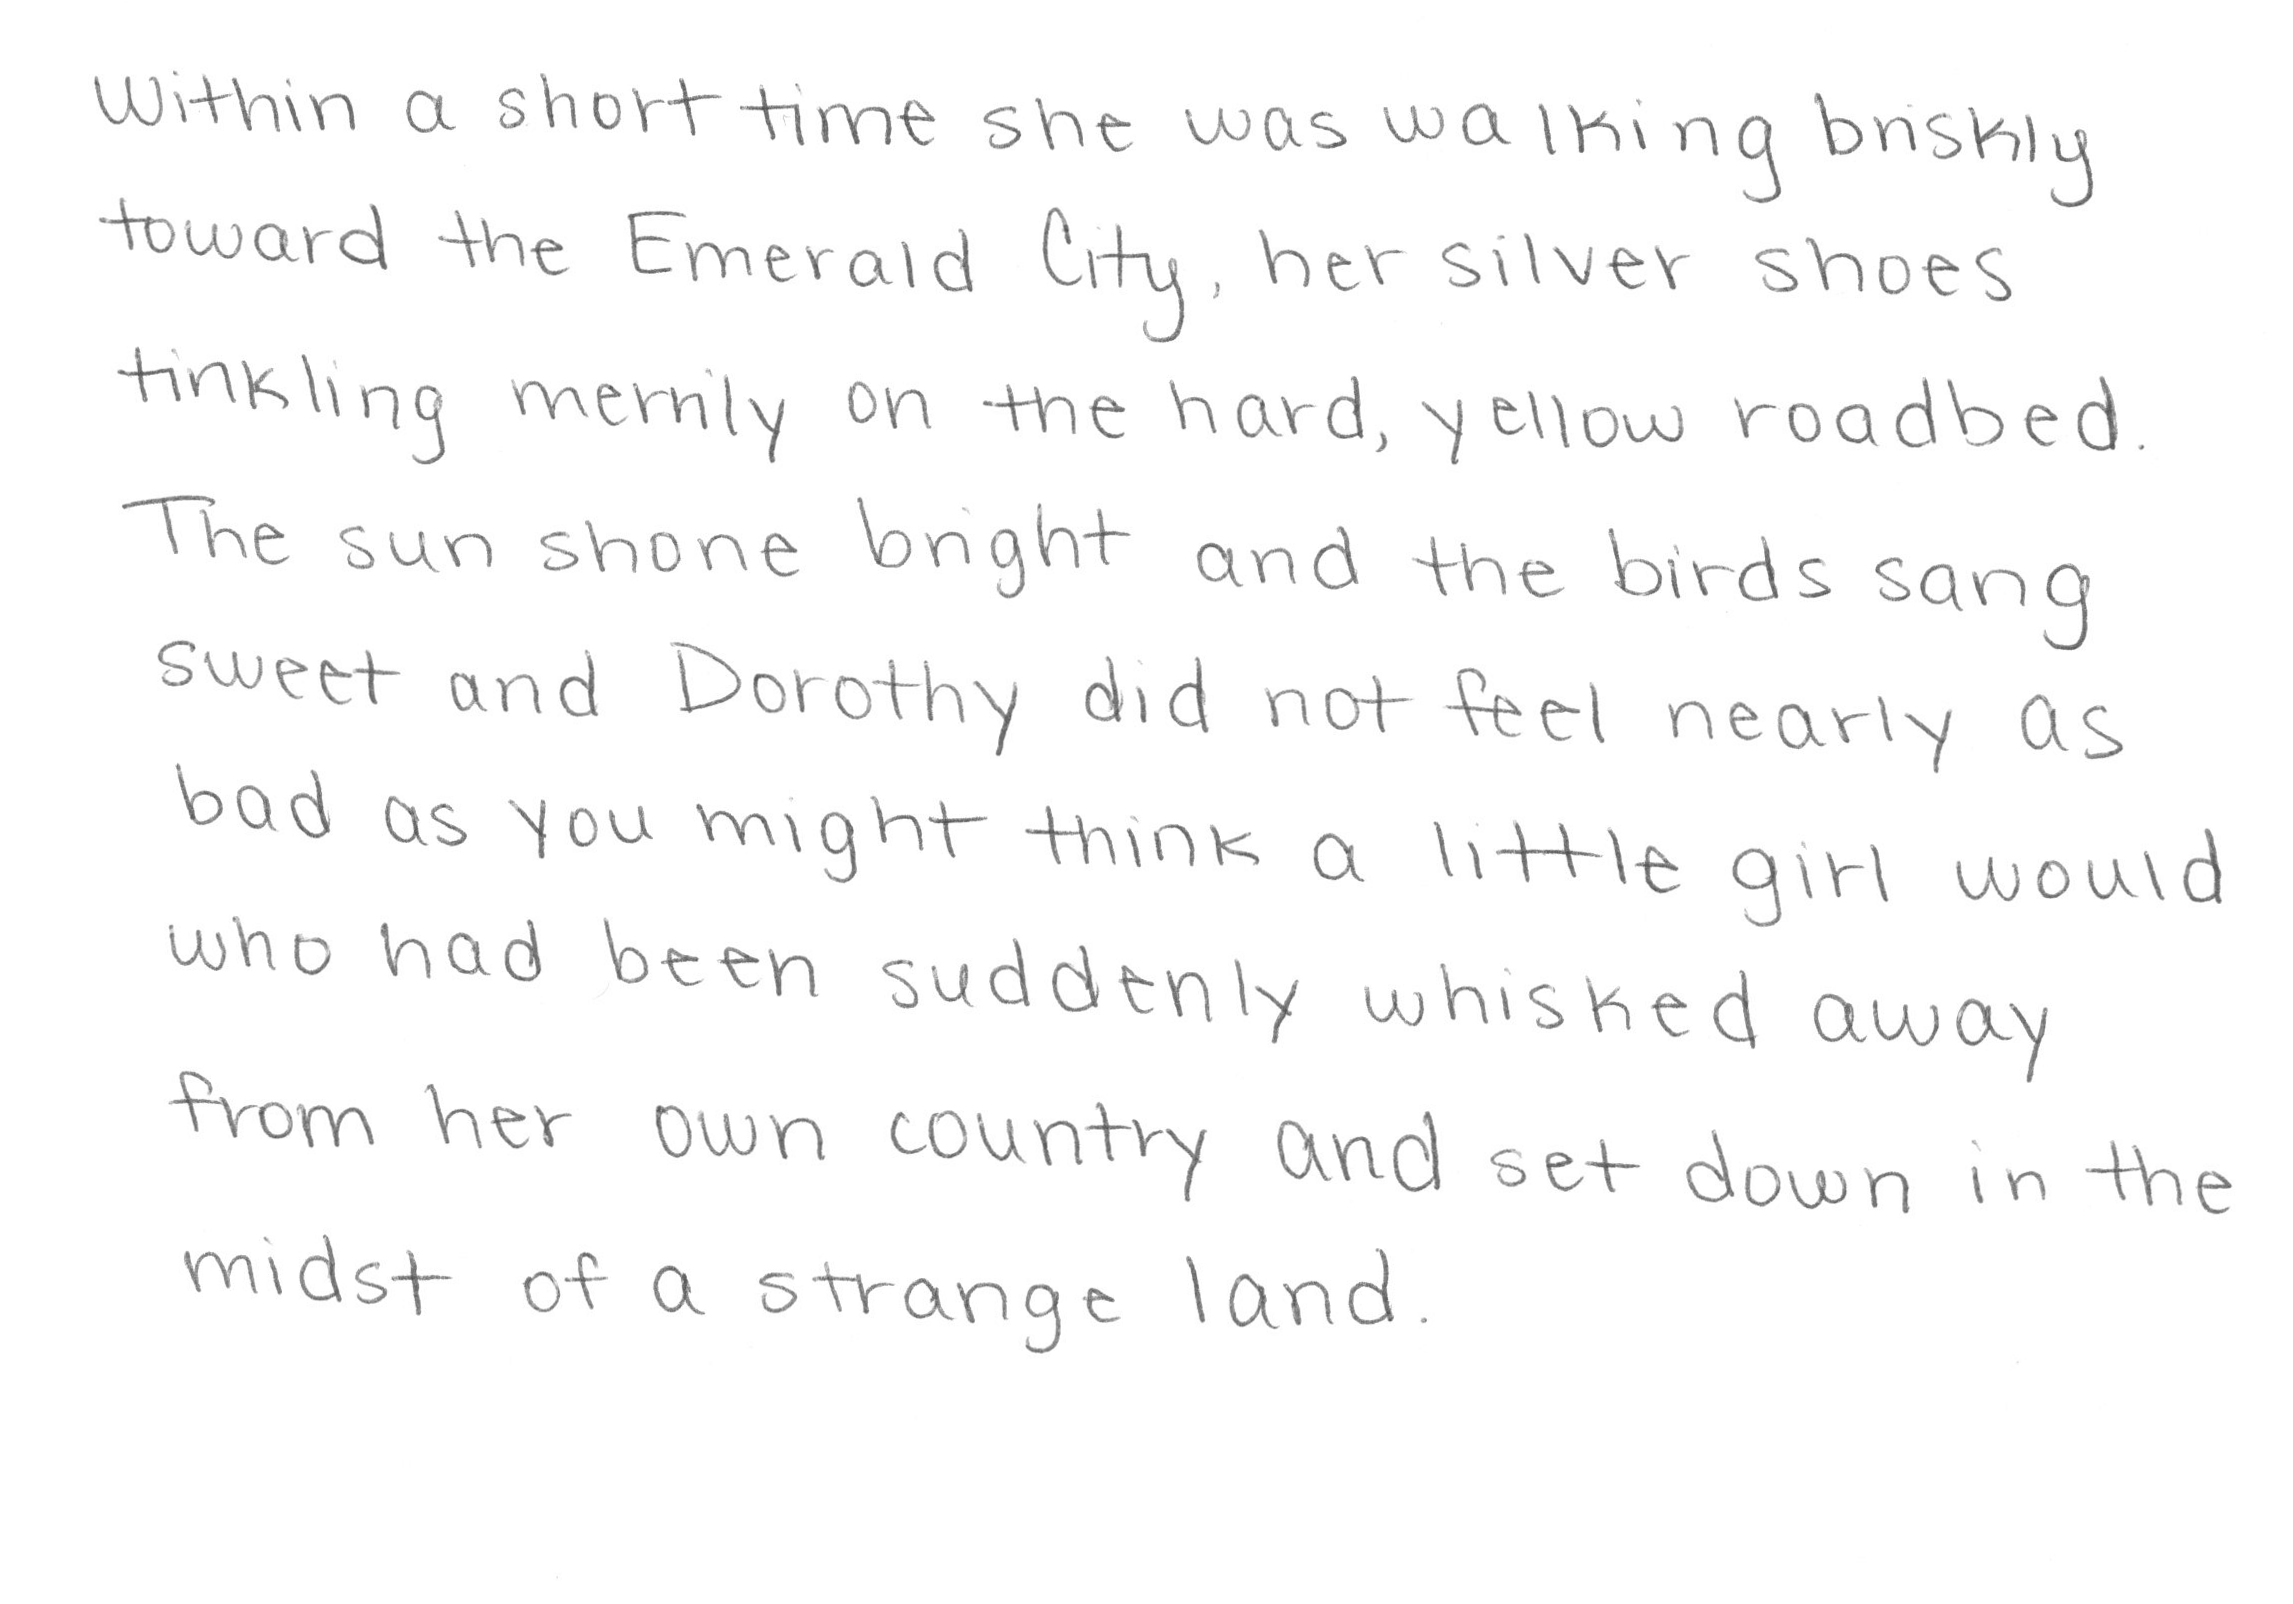 Within a short time she was walking briskly
toward the Emerald City, her silver shoes
tinkling merrily on the hard, yellow roadbed.
The sun shone bright and the birds sang
sweet and Dorothy did not feel nearly as
bad as you might think a little girl would
who had been suddenly whisked away
from her own country and set down in the
midst of a strange land.